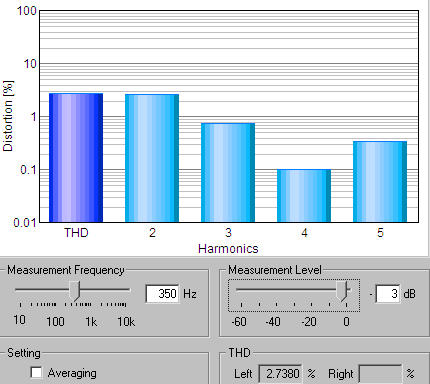 100
10
1
0.1
0.01
Distortion [%]
THD 2 3 4 5
Harmonics
Measurement Frequency
350 Hz
10 100 1k 10k
Measurement Level
- 3 dB
-60 -40 -20 0
Setting
Averaging
THD
Left 2.7380 % Right %